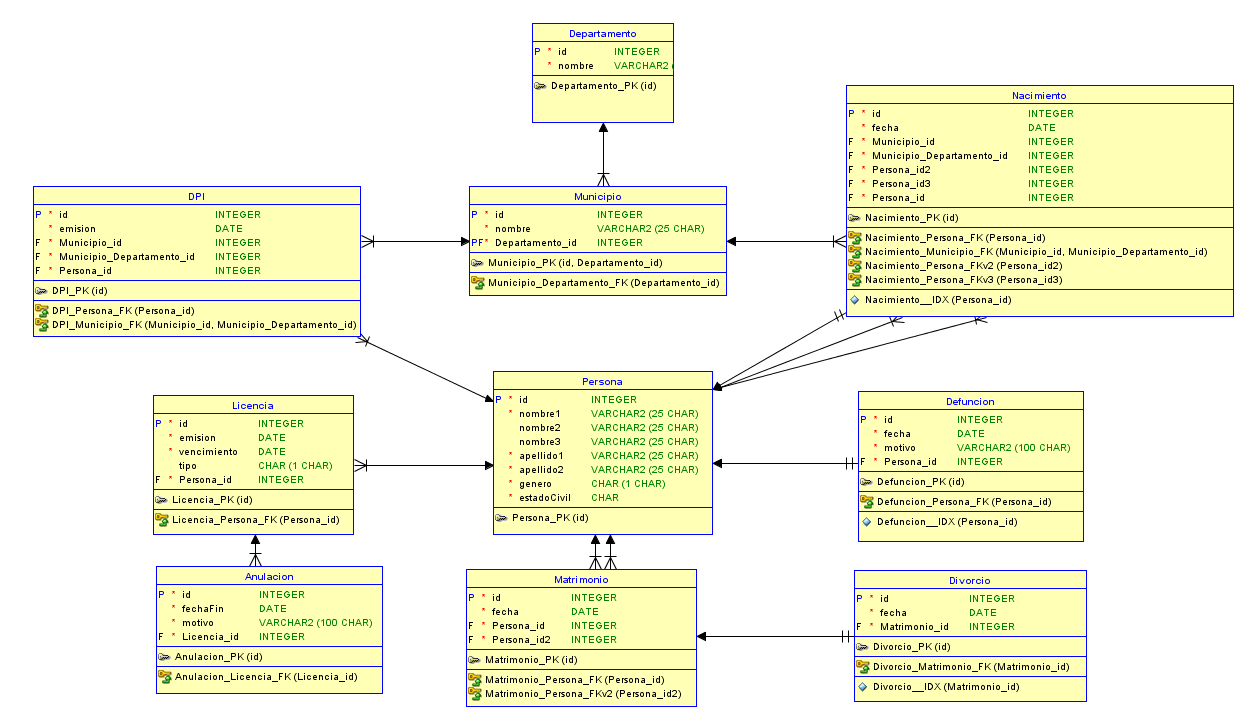 Departamento
P * id INTEGER
* nombre VARCHAR2 (
Departamento_PK (id)
Nacimiento
P * id INTEGER
* fecha DATE
F * Municipio_id INTEGER
F * Municipio_Departamento_id INTEGER
F * Persona_id2 INTEGER
F * Persona_id3 INTEGER
F * Persona_id INTEGER
Nacimiento_PK (id)
Nacimiento_Persona_FK (Persona_id)
Nacimiento_Municipio_FK (Municipio_id, Municipio_Departamento_id)
Nacimiento_Persona_FKv2 (Persona_id2)
Nacimiento_Persona_FKv3 (Persona_id3)
Nacimiento__IDX (Persona_id)
DPI
P * id INTEGER
* emision DATE
F * Municipio_id INTEGER
F * Municipio_Departamento_id INTEGER
F * Persona_id INTEGER
DPI_PK (id)
DPI_Persona_FK (Persona_id)
DPI_Municipio_FK (Municipio_id, Municipio_Departamento_id)
Municipio
P * id INTEGER
* nombre VARCHAR2 (25 CHAR)
PF* Departamento_id INTEGER
Municipio_PK (id, Departamento_id)
Municipio_Departamento_FK (Departamento_id)
Persona
P * id INTEGER
* nombre1 VARCHAR2 (25 CHAR)
nombre2 VARCHAR2 (25 CHAR)
nombre3 VARCHAR2 (25 CHAR)
* apellido1 VARCHAR2 (25 CHAR)
* apellido2 VARCHAR2 (25 CHAR)
* genero CHAR (1 CHAR)
* estadoCivil CHAR
Persona_PK (id)
Licencia
P * id INTEGER
* emision DATE
* vencimiento DATE
tipo CHAR (1 CHAR)
F * Persona_id INTEGER
Licencia_PK (id)
Licencia_Persona_FK (Persona_id)
Defuncion
P * id INTEGER
* fecha DATE
* motivo VARCHAR2 (100 CHAR)
F * Persona_id INTEGER
Defuncion_PK (id)
Defuncion_Persona_FK (Persona_id)
Defuncion__IDX (Persona_id)
Anulacion
P * id INTEGER
* fechaFin DATE
* motivo VARCHAR2 (100 CHAR)
F * Licencia_id INTEGER
Anulacion_PK (id)
Anulacion_Licencia_FK (Licencia_id)
Matrimonio
P * id INTEGER
* fecha DATE
F * Persona_id INTEGER
F * Persona_id2 INTEGER
Matrimonio_PK (id)
Matrimonio_Persona_FK (Persona_id)
Matrimonio_Persona_FKv2 (Persona_id2)
Divorcio
P * id INTEGER
* fecha DATE
F * Matrimonio_id INTEGER
Divorcio_PK (id)
Divorcio_Matrimonio_FK (Matrimonio_id)
Divorcio__IDX (Matrimonio_id)